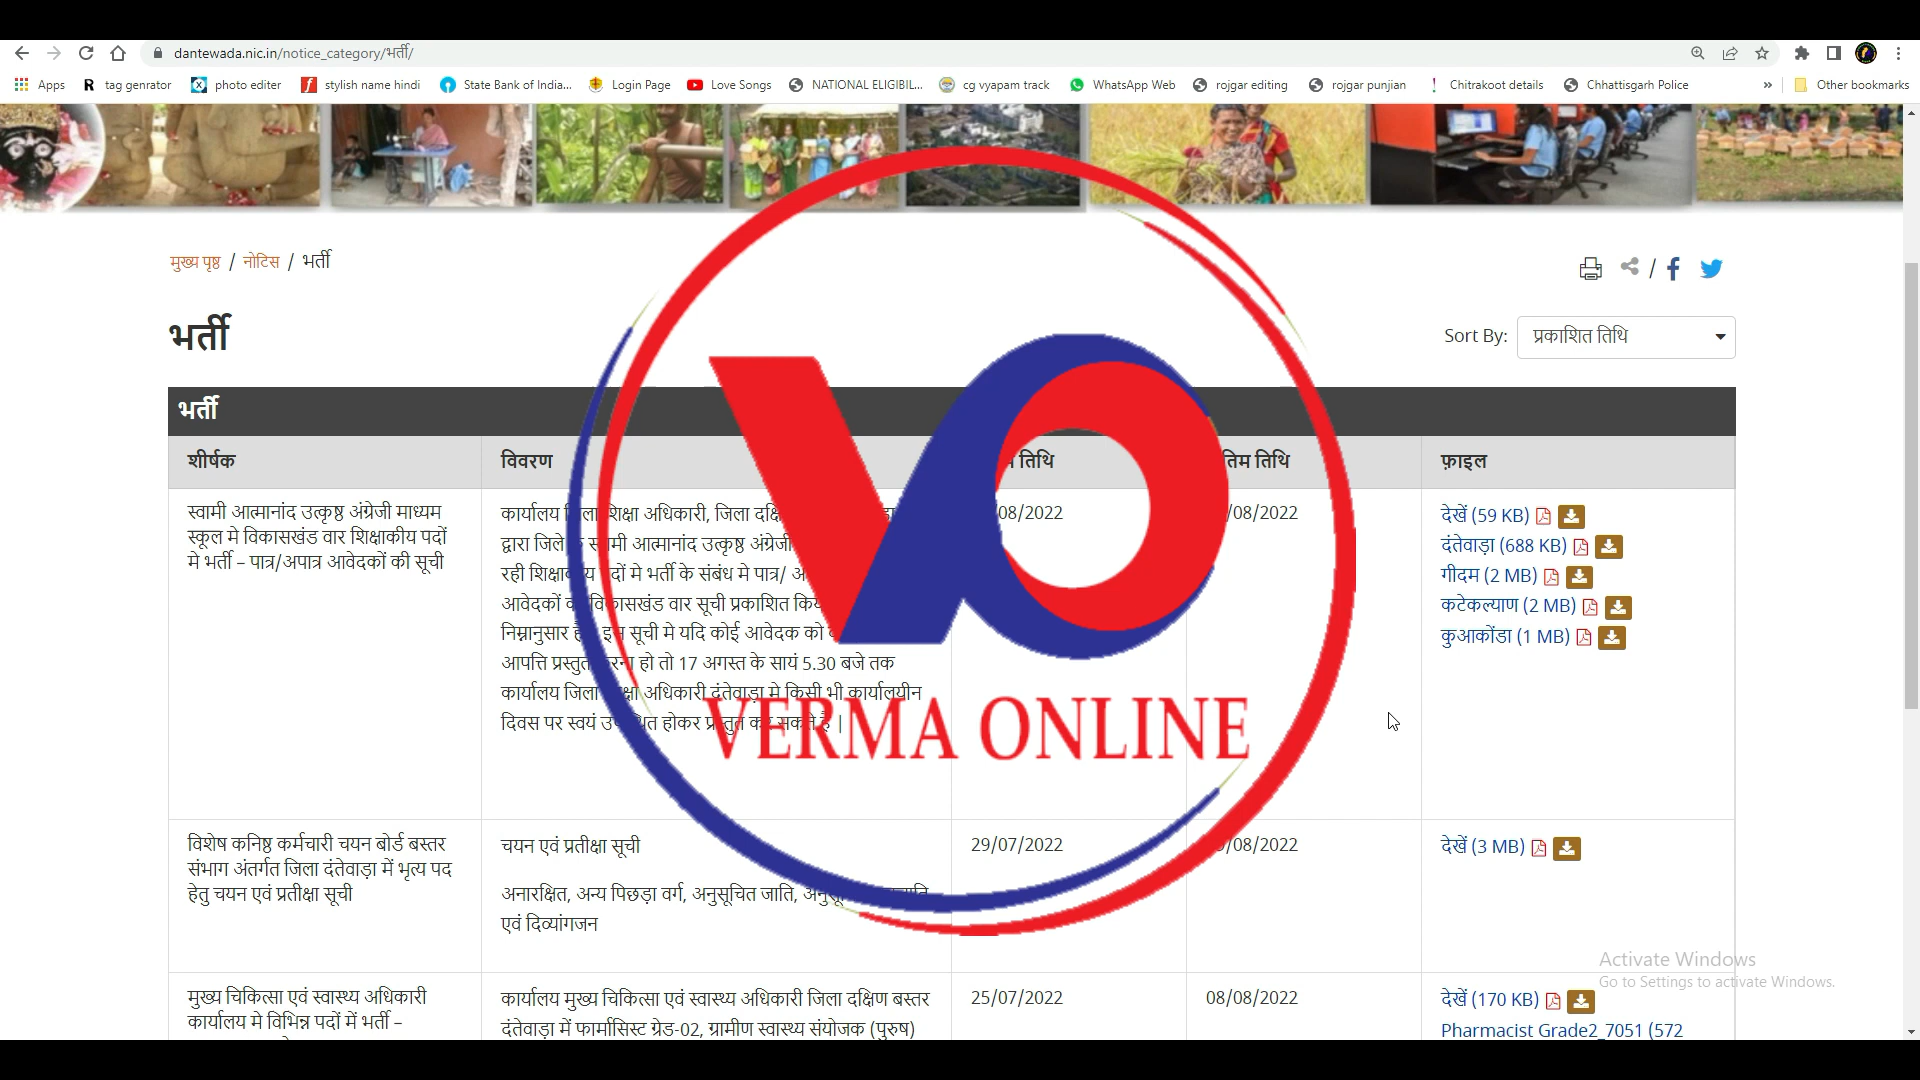 dantewada.nic.in/notice_category/भर्ती/
Apps tag genrator photo editer stylish name hindi State Bank of India... Login Page Love Songs NATIONAL ELIGIBIL... cg vyapam track WhatsApp Web rojgar editing rojgar punjian Chitrakoot details Chhattisgarh Police » Other bookmarks
मुख्य पृष्ठ / नोटिस / भर्ती
भर्ती
Sort By: प्रकाशित तिथि
भर्ती
शीर्षक विवरण तिथि तिम तिथि फ़ाइल
स्वामी आत्मानांद उत्कृष्ठ अंग्रेजी माध्यम
स्कूल मे विकासखंड वार शिक्षाकीय पदों
मे भर्ती – पात्र/अपात्र आवेदकों की सूची
कार्यालय शिक्षा अधिकारी, जिला
द्वारा जिले आत्मानांद उत्कृष्ठ अंग्रेजी
रही पदों मे भर्ती के संबंध मे पात्र/
आवेदकों वार सूची प्रकाशित
निम्नानुसार सूची मे यदि कोई आवेदक को
आपत्ति प्रस्तुत हो तो 17 अगस्त के सायं 5.30 बजे तक
कार्यालय जिला अधिकारी दंतेवाड़ा मे किसी भी कार्यालयीन
दिवस पर स्वयं होकर प्रस्तुत कर सकते है |
08/2022
/08/2022
देखें (59 KB)
दंतेवाड़ा (688 KB)
गीदम (2 MB)
कटेकल्याण (2 MB)
कुआकोंडा (1 MB)
VO
VERMA ONLINE
विशेष कनिष्ठ कर्मचारी चयन बोर्ड बस्तर
संभाग अंतर्गत जिला दंतेवाड़ा में भृत्य पद
हेतु चयन एवं प्रतीक्षा सूची
चयन एवं प्रतीक्षा सूची
अनारक्षित, अन्य पिछड़ा वर्ग, अनुसूचित जाति,
एवं दिव्यांगजन
29/07/2022
/08/2022
देखें (3 MB)
Activate Windows
Go to Settings to activate Windows.
मुख्य चिकित्सा एवं स्वास्थ्य अधिकारी
कार्यालय मे विभिन्न पदों में भर्ती –
कार्यालय मुख्य चिकित्सा एवं स्वास्थ्य अधिकारी जिला दक्षिण बस्तर
दंतेवाड़ा में फार्मासिस्ट ग्रेड-02, ग्रामीण स्वास्थ्य संयोजक (पुरुष)
25/07/2022
08/08/2022
देखें (170 KB)
Pharmacist Grade2_7051 (572